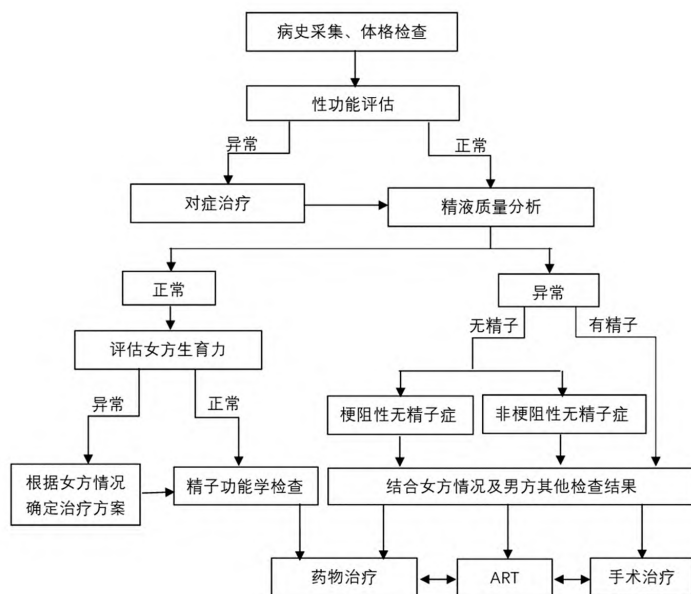 病史采集、体格检查
性功能评估
异常
正常
对症治疗
精液质量分析
正常
异常
无精子
有精子
评估女方生育力
异常
正常
梗阻性无精子症
非梗阻性无精子症
根据女方情况
确定治疗方案
精子功能学检查
结合女方情况及男方其他检查结果
药物治疗
ART
手术治疗